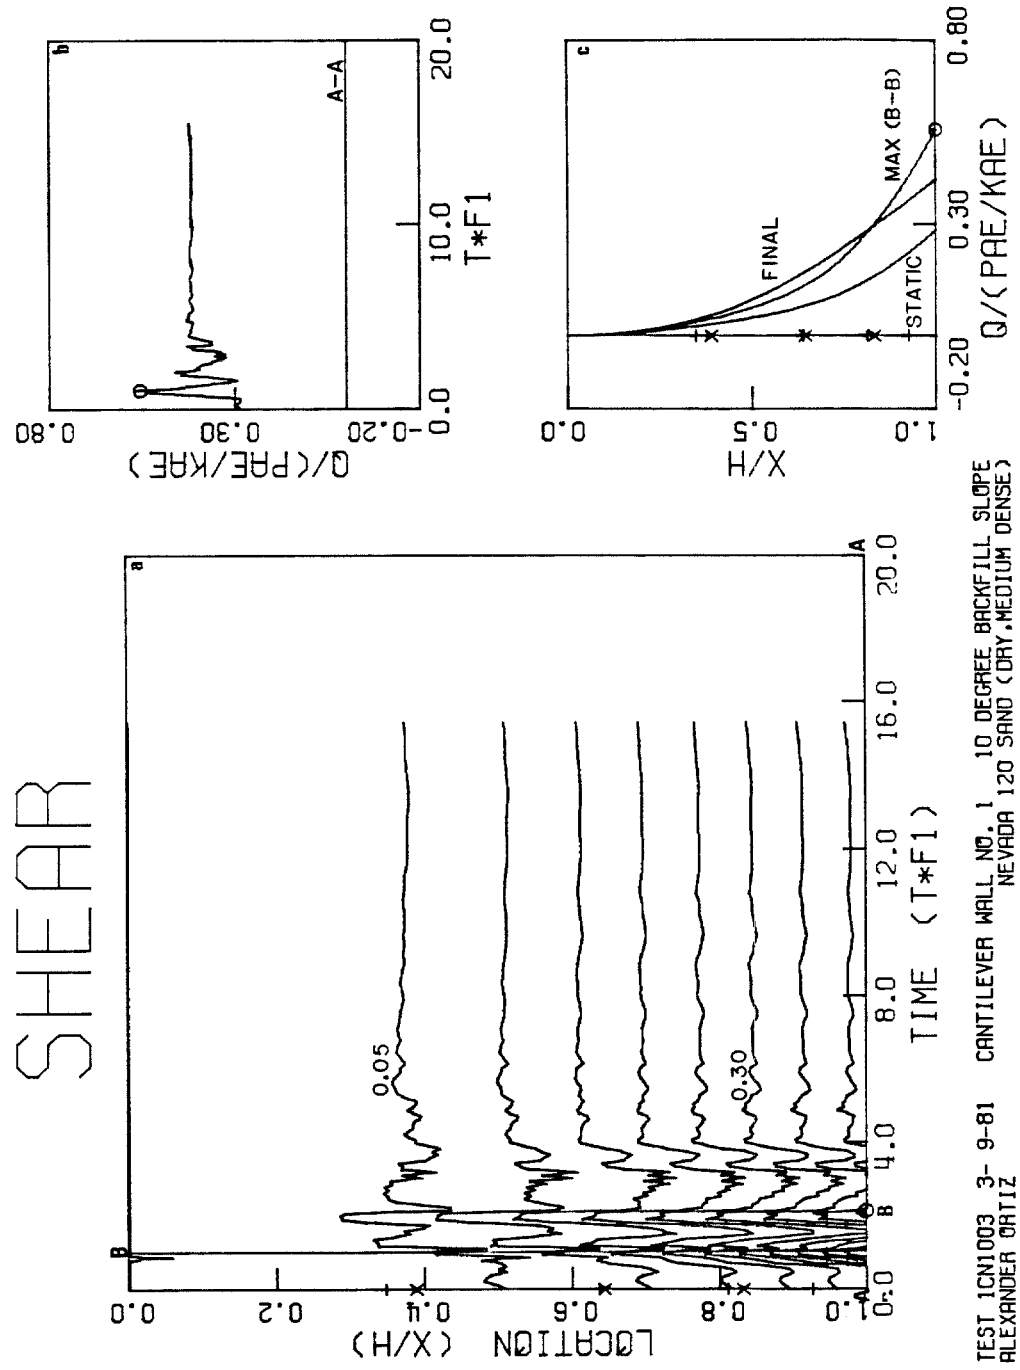 SHEAR
a
B
0.05
0.30
B
A
A
0.0
0.2
0.4
0.6
0.8
1.0
LOCATION (X/H)
0.0
4.0
8.0
12.0
16.0
20.0
TIME (T*F1)
b
A-A
0.80
0.30
-0.20
Q/(PAE/KAE)
0.0
10.0
20.0
T*F1
c
FINAL
STATIC
MAX (B-B)
0.0
0.5
1.0
X/H
-0.20
0.30
0.80
Q/(PAE/KAE)
TEST 1CN1003 3- 9-81 CANTILEVER WALL NO. 1 10 DEGREE BACKFILL SLOPE
ALEXANDER ORTIZ NEVADA 120 SAND (DRY,MEDIUM DENSE)